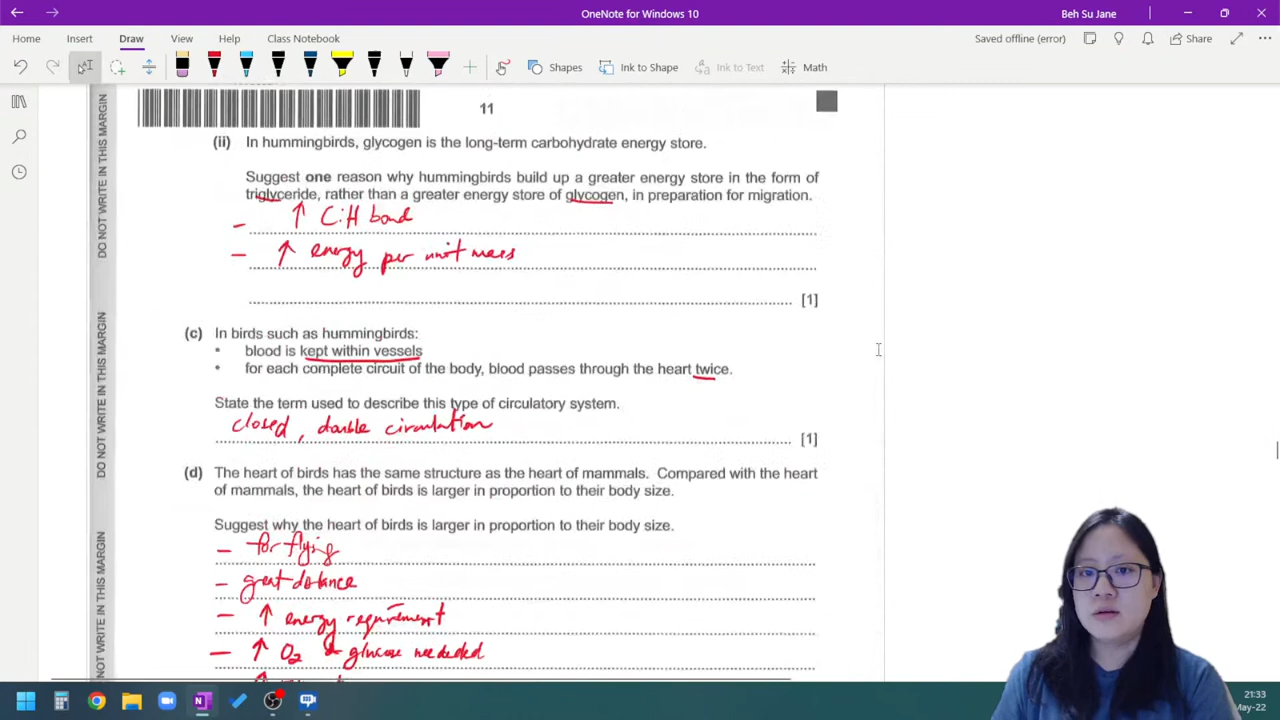 OneNote for Windows 10
Beh Su Jane
Home Insert Draw View Help Class Notebook
Saved offline (error) Share
Shapes Ink to Shape Ink to Text Math
11
DO NOT WRITE IN THIS MARGIN
DO NOT WRITE IN THIS MARGIN
DO NOT WRITE IN THIS MARGIN
(ii) In hummingbirds, glycogen is the long-term carbohydrate energy store.
Suggest one reason why hummingbirds build up a greater energy store in the form of
triglyceride, rather than a greater energy store of glycogen, in preparation for migration.
- ↑ C:H bond
- ↑ energy per unit mass
[1]
(c) In birds such as hummingbirds:
• blood is kept within vessels
• for each complete circuit of the body, blood passes through the heart twice.
State the term used to describe this type of circulatory system.
closed, double circulation
[1]
(d) The heart of birds has the same structure as the heart of mammals. Compared with the heart
of mammals, the heart of birds is larger in proportion to their body size.
Suggest why the heart of birds is larger in proportion to their body size.
- for flying
- great distance
- ↑ energy requirement
- ↑ O2 & glucose needed
21:33
May-22